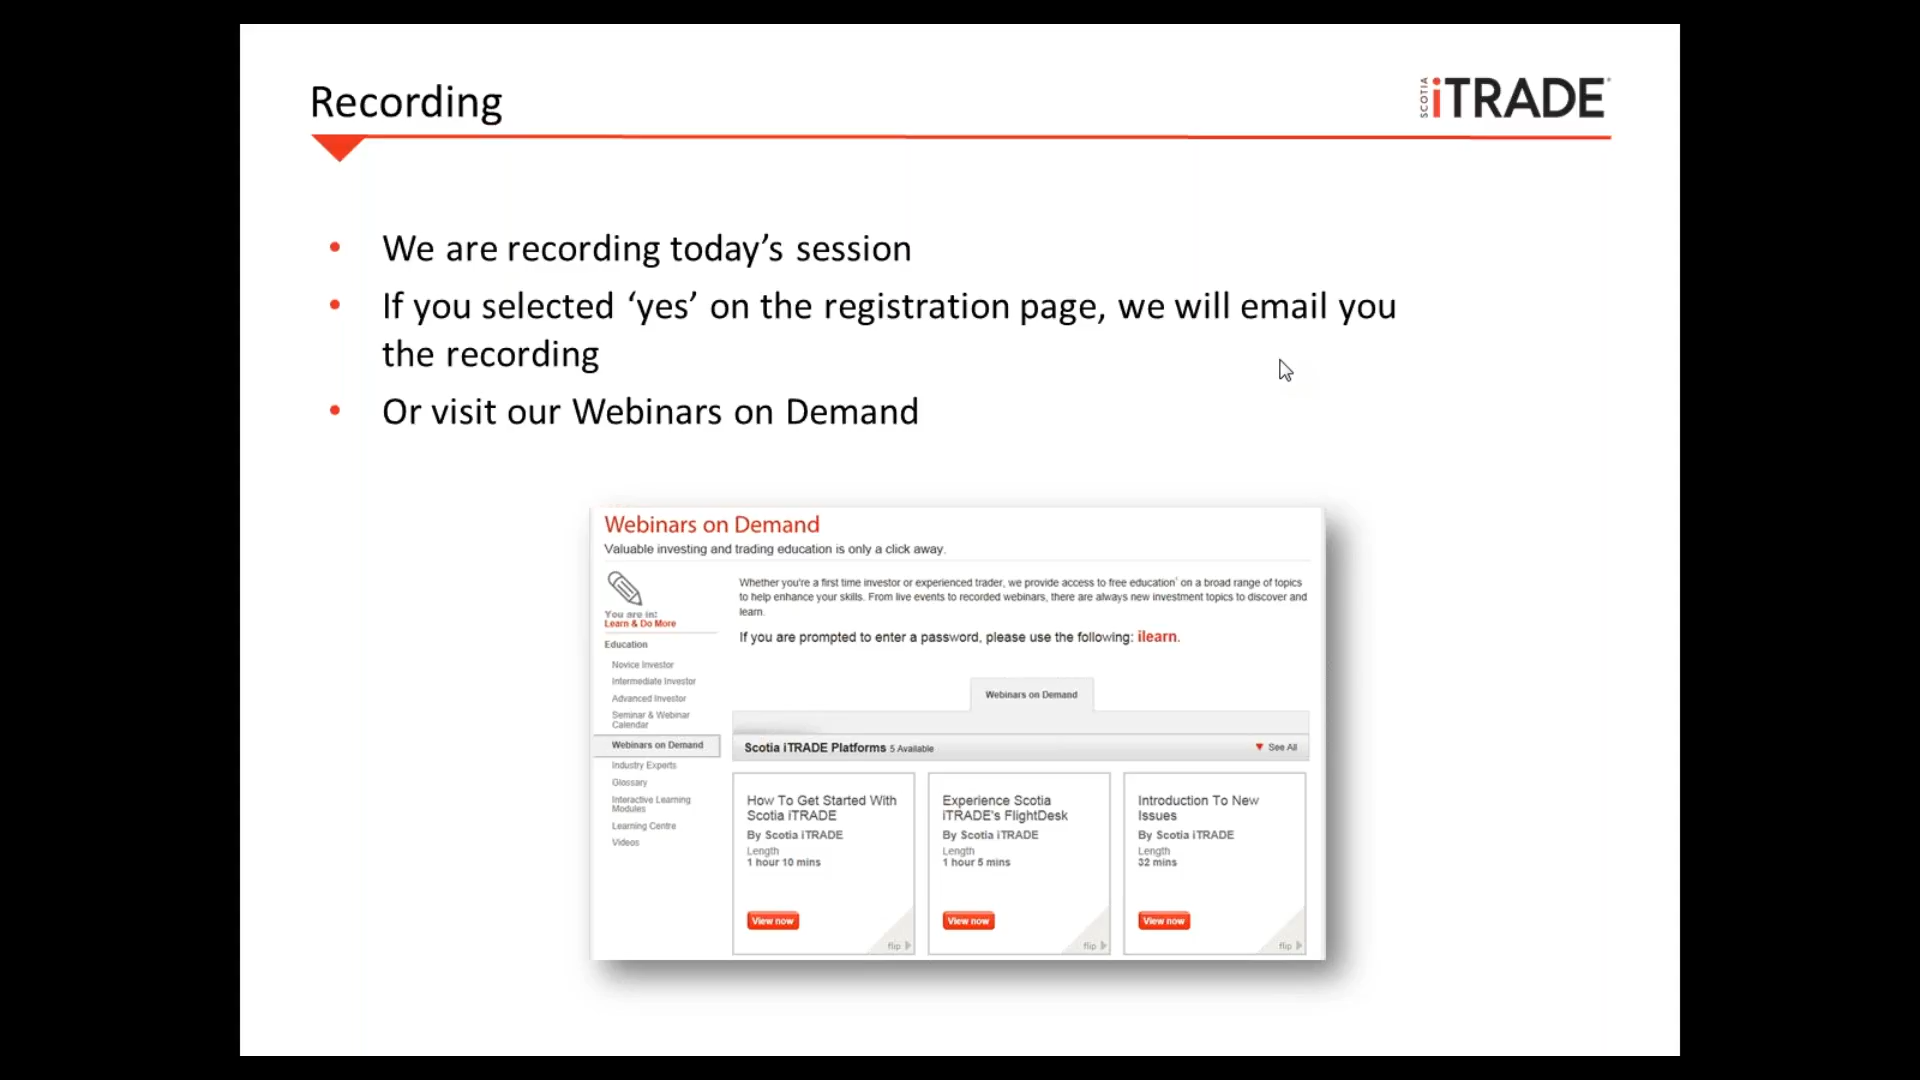 Recording
SCOTIA iTRADE®
• We are recording today’s session
• If you selected ‘yes’ on the registration page, we will email you
the recording
• Or visit our Webinars on Demand
Webinars on Demand
Valuable investing and trading education is only a click away.
You are in:
Learn & Do More
Education
Novice Investor
Intermediate Investor
Advanced Investor
Seminar & Webinar
Calendar
Webinars on Demand
Industry Experts
Glossary
Interactive Learning
Modules
Learning Centre
Videos
Whether you're a first time investor or experienced trader, we provide access to free education¹ on a broad range of topics
to help enhance your skills. From live events to recorded webinars, there are always new investment topics to discover and
learn.
If you are prompted to enter a password, please use the following: ilearn.
Webinars on Demand
Scotia iTRADE Platforms 5 Available
See All
How To Get Started With
Scotia iTRADE
By Scotia iTRADE
Length
1 hour 10 mins
View now
flip
Experience Scotia
iTRADE's FlightDesk
By Scotia iTRADE
Length
1 hour 5 mins
View now
flip
Introduction To New
Issues
By Scotia iTRADE
Length
32 mins
View now
flip